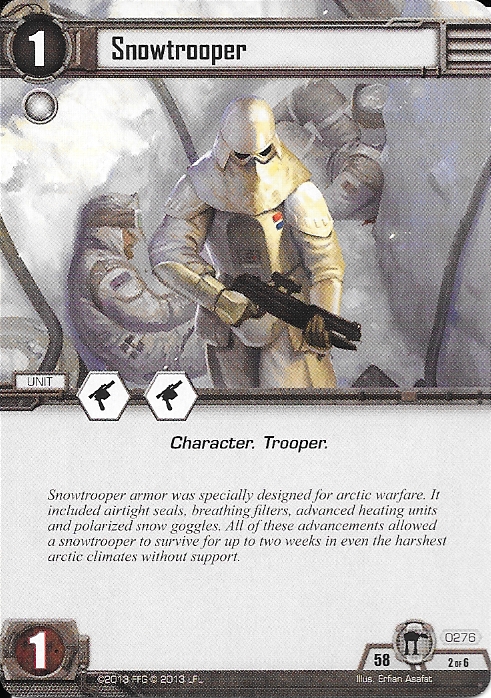 1
Snowtrooper
UNIT
Character. Trooper.
Snowtrooper armor was specially designed for arctic warfare. It
included airtight seals, breathing filters, advanced heating units
and polarized snow goggles. All of these advancements allowed
a snowtrooper to survive for up to two weeks in even the harshest
arctic climates without support.
1
58
0276
2 OF 6
©2013 FFG © 2013 LFL
Illus. Erfian Asafat